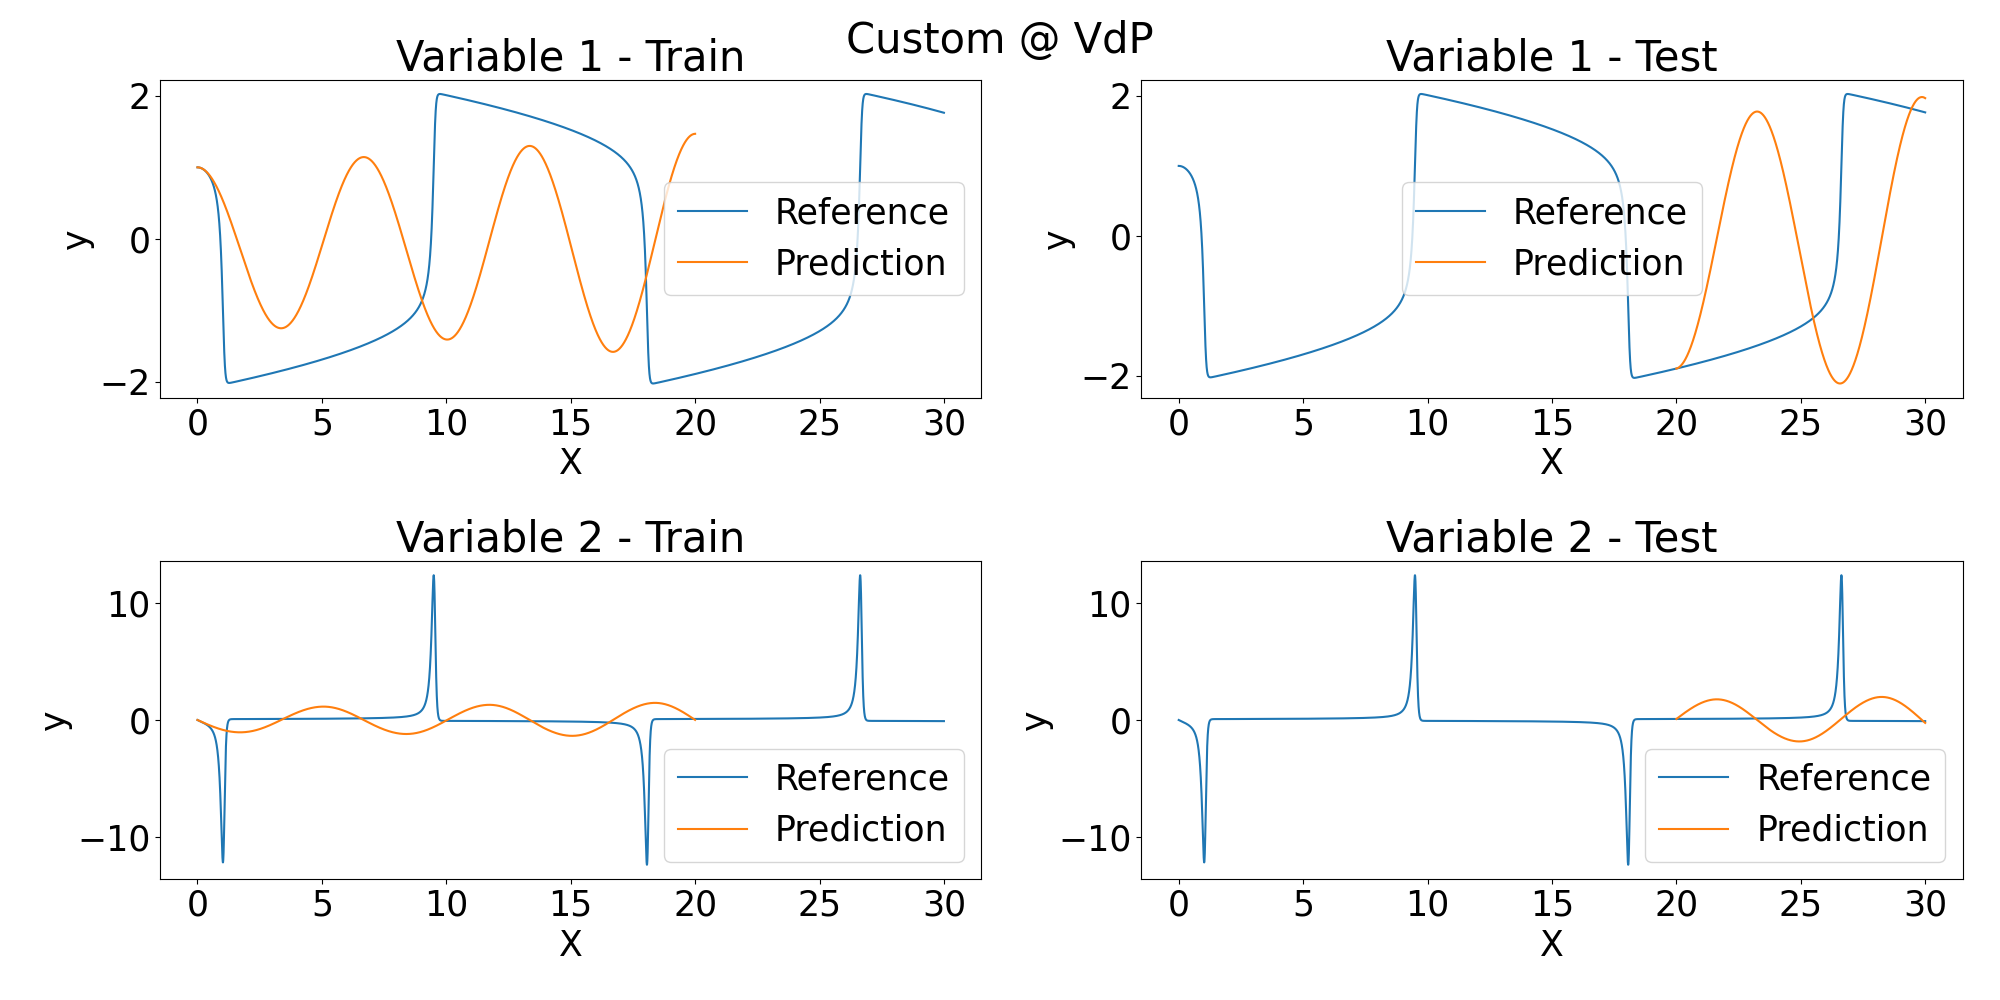 Custom @ VdP
Variable 1 - Train
2
0
−2
y
0 5 10 15 20 25 30
X
Reference
Prediction
Variable 1 - Test
2
0
−2
y
0 5 10 15 20 25 30
X
Reference
Prediction
Variable 2 - Train
10
0
−10
y
0 5 10 15 20 25 30
X
Reference
Prediction
Variable 2 - Test
10
0
−10
y
0 5 10 15 20 25 30
X
Reference
Prediction